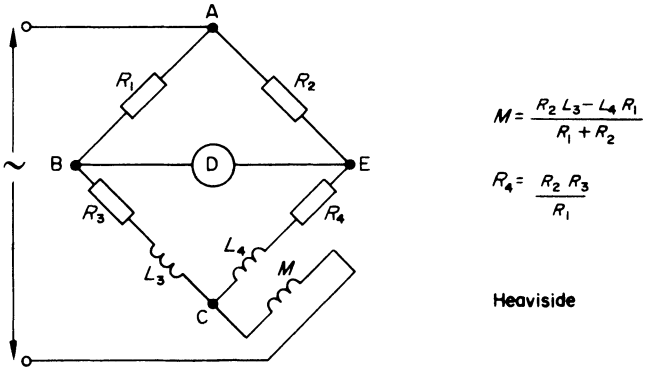 A
R₁
R₂
B
D
E
R₃
R₄
L₃
L₄
M
C
~
M = R₂ L₃ – L₄ R₁ / R₁ + R₂
R₄ = R₂ R₃ / R₁
Heaviside